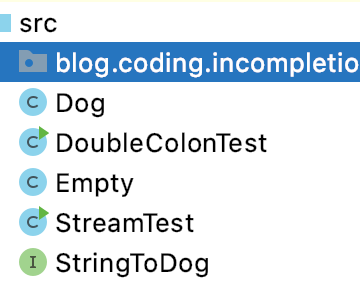 src
blog.coding.incompletio
C Dog
C DoubleColonTest
C Empty
C StreamTest
I StringToDog